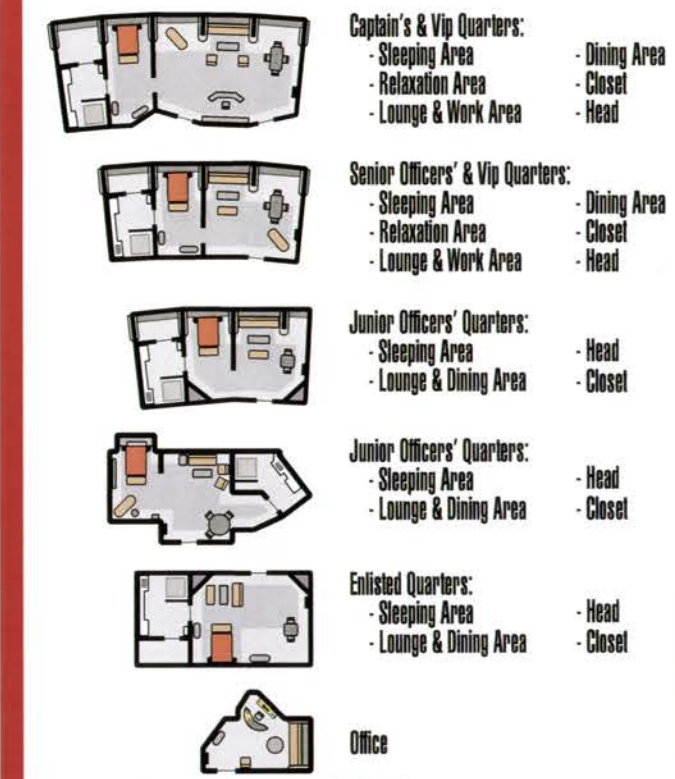 Captain's & Vip Quarters:
- Sleeping Area - Dining Area
- Relaxation Area - Closet
- Lounge & Work Area - Head
Senior Officers' & Vip Quarters:
- Sleeping Area - Dining Area
- Relaxation Area - Closet
- Lounge & Work Area - Head
Junior Officers' Quarters:
- Sleeping Area - Head
- Lounge & Dining Area - Closet
Junior Officers' Quarters:
- Sleeping Area - Head
- Lounge & Dining Area - Closet
Enlisted Quarters:
- Sleeping Area - Head
- Lounge & Dining Area - Closet
Office